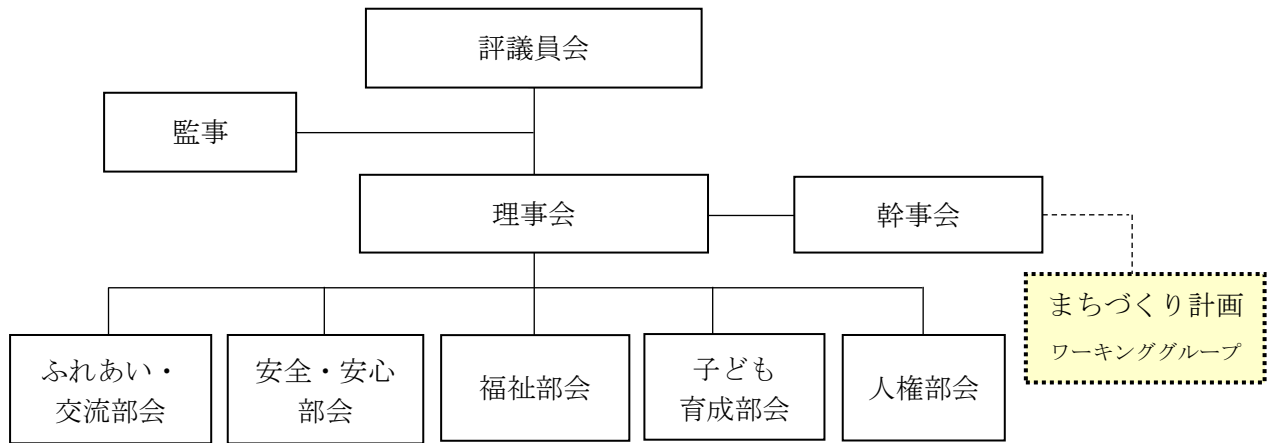 評議員会
監事
理事会
幹事会
まちづくり計画
ワーキンググループ
ふれあい・
交流部会
安全・安心
部会
福祉部会
子ども
育成部会
人権部会